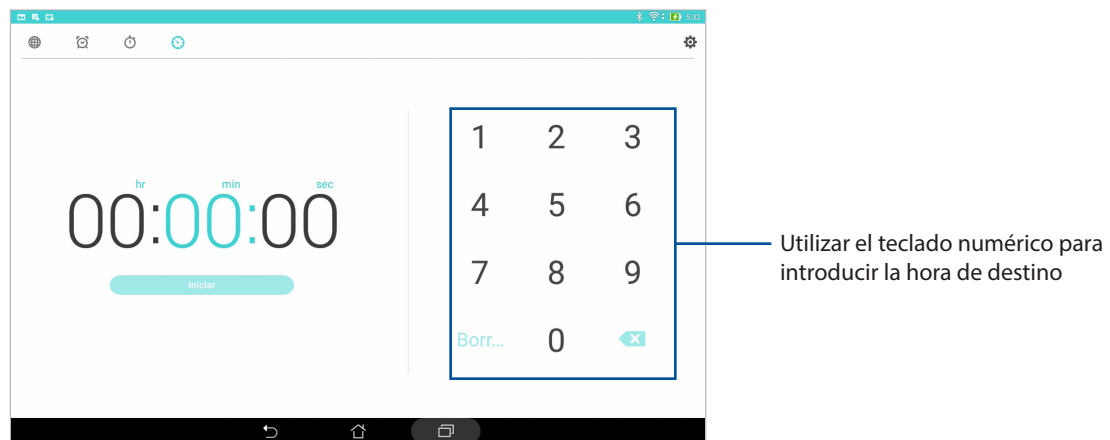 5:32
hr min sec
00:00:00
Iniciar
1 2 3
4 5 6
7 8 9
Borr... 0
Utilizar el teclado numérico para
introducir la hora de destino